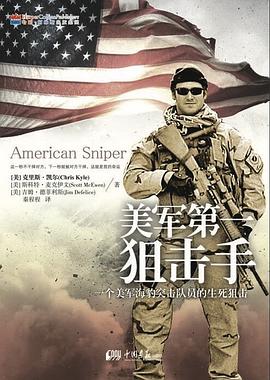 HarperCollinsPublishers
American Sniper
[美]克里斯·凯尔(Chris Kyle)
[美]斯科特·麦克伊文(Scott McEwen) 著
[美]吉姆·德菲利斯(Jim Defelice)
秦程程 译
美军第一
狙击手
一个美军海豹突击队员的生死狙击
中国画报